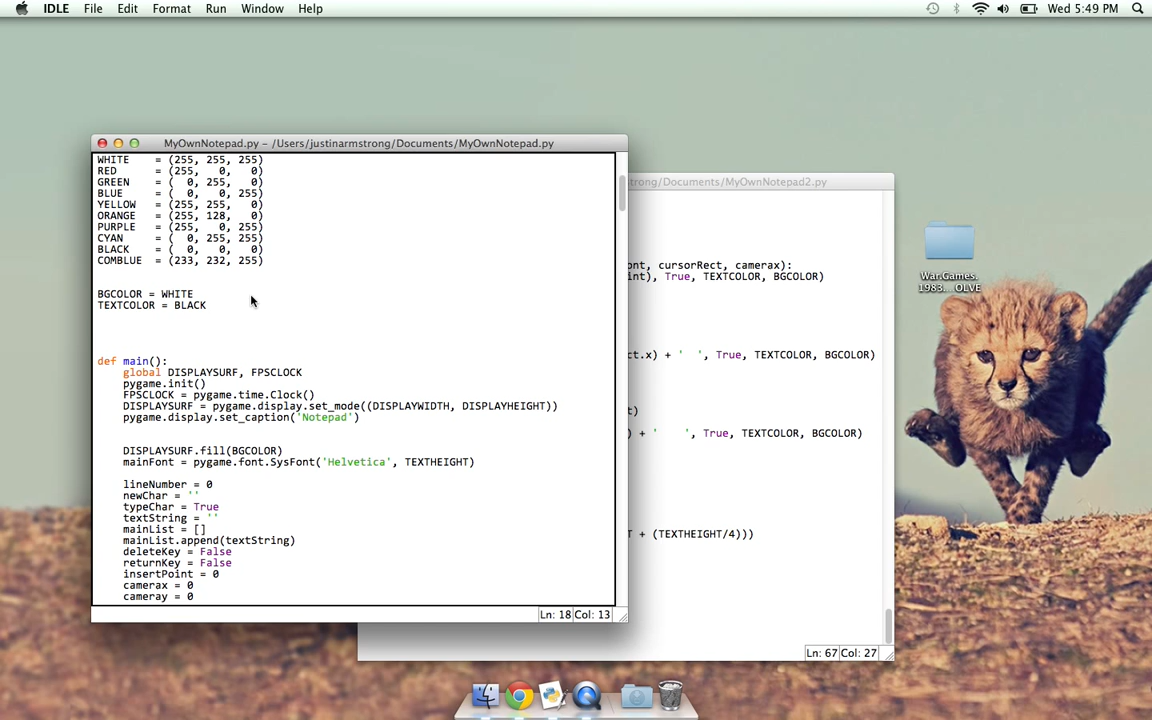 IDLE File Edit Format Run Window Help Wed 5:49 PM
MyOwnNotepad.py – /Users/justinarmstrong/Documents/MyOwnNotepad.py
WHITE = (255, 255, 255)
RED = (255, 0, 0)
GREEN = ( 0, 255, 0)
BLUE = ( 0, 0, 255)
YELLOW = (255, 255, 0)
ORANGE = (255, 128, 0)
PURPLE = (255, 0, 255)
CYAN = ( 0, 255, 255)
BLACK = ( 0, 0, 0)
COMBLUE = (233, 232, 255)
BGCOLOR = WHITE
TEXTCOLOR = BLACK
def main():
global DISPLAYSURF, FPSCLOCK
pygame.init()
FPSCLOCK = pygame.time.Clock()
DISPLAYSURF = pygame.display.set_mode((DISPLAYWIDTH, DISPLAYHEIGHT))
pygame.display.set_caption('Notepad')
DISPLAYSURF.fill(BGCOLOR)
mainFont = pygame.font.SysFont('Helvetica', TEXTHEIGHT)
lineNumber = 0
newChar = ''
typeChar = True
textString = ''
mainList = []
mainList.append(textString)
deleteKey = False
returnKey = False
insertPoint = 0
camerax = 0
cameray = 0
Ln: 18 Col: 13
trong/Documents/MyOwnNotepad2.py
ont, cursorRect, camerax):
int), True, TEXTCOLOR, BGCOLOR)
ct.x) + ' ', True, TEXTCOLOR, BGCOLOR)
t)
) + ' ', True, TEXTCOLOR, BGCOLOR)
T + (TEXTHEIGHT/4)))
Ln: 67 Col: 27
War.Games.
1983... OLVE